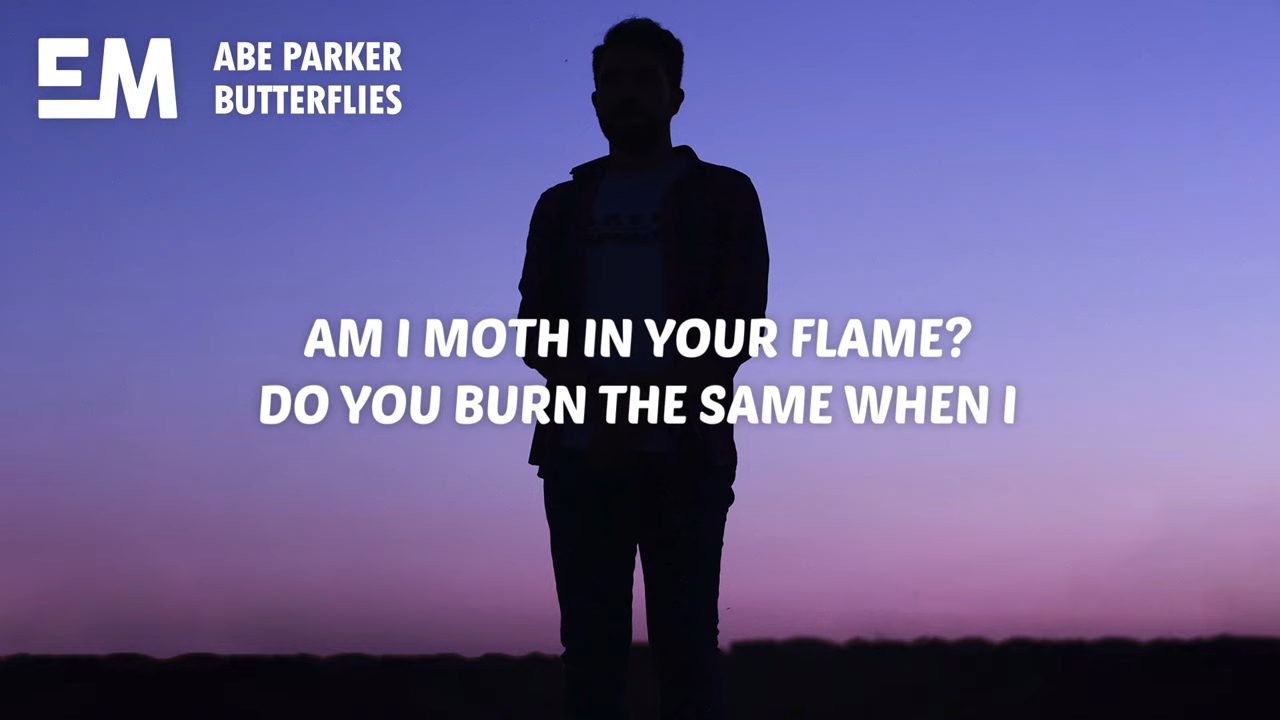 EM
ABE PARKER
BUTTERFLIES
AM I MOTH IN YOUR FLAME?
DO YOU BURN THE SAME WHEN I